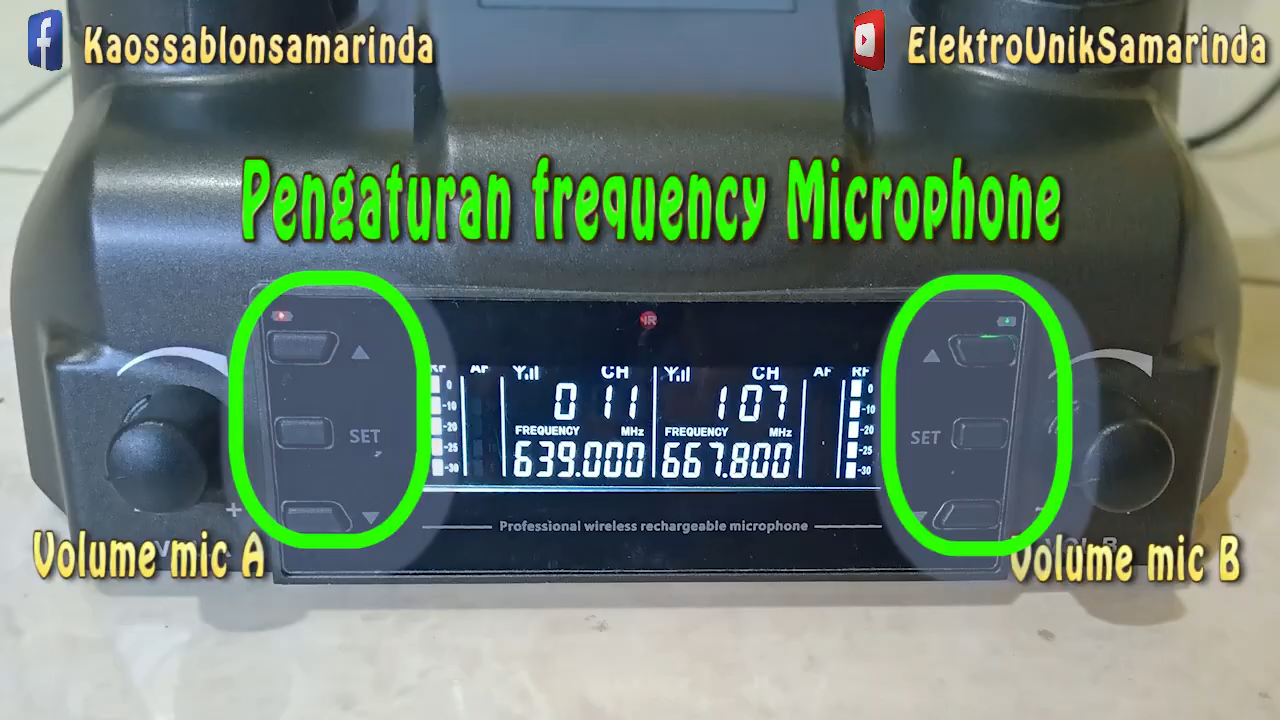 Kaossablonsamarinda
ElektroUnikSamarinda
Pengaturan frequency Microphone
RF AF CH CH AF RF
0 011 107 0
-10 -10
SET -20 FREQUENCY MHz FREQUENCY MHz -20 SET
-25 639.000 667.800 -25
-30 -30
Professional wireless rechargeable microphone
Volume mic A
Volume mic B